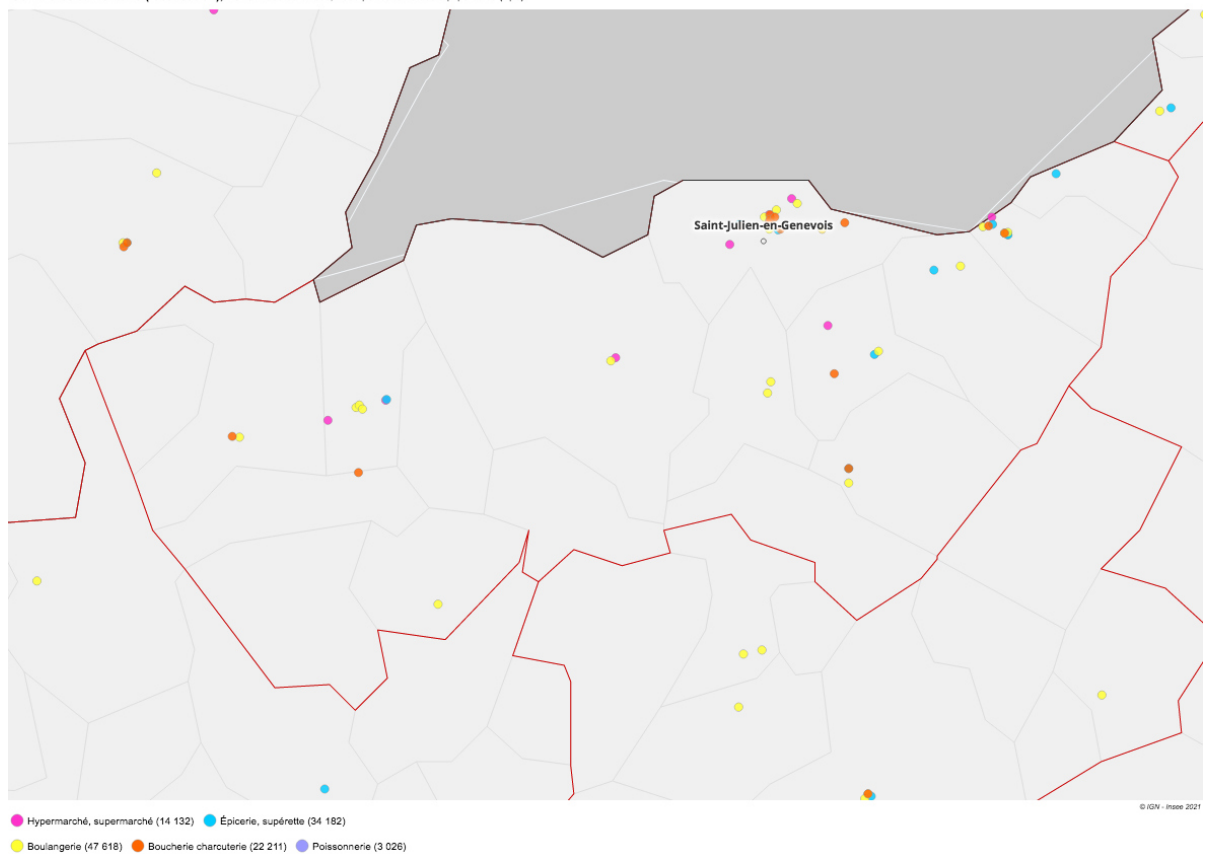 Saint-Julien-en-Genevois
© IGN - Insee 2021
Hypermarché, supermarché (14 132) Épicerie, supérette (34 182)
Boulangerie (47 618) Boucherie charcuterie (22 211) Poissonnerie (3 026)